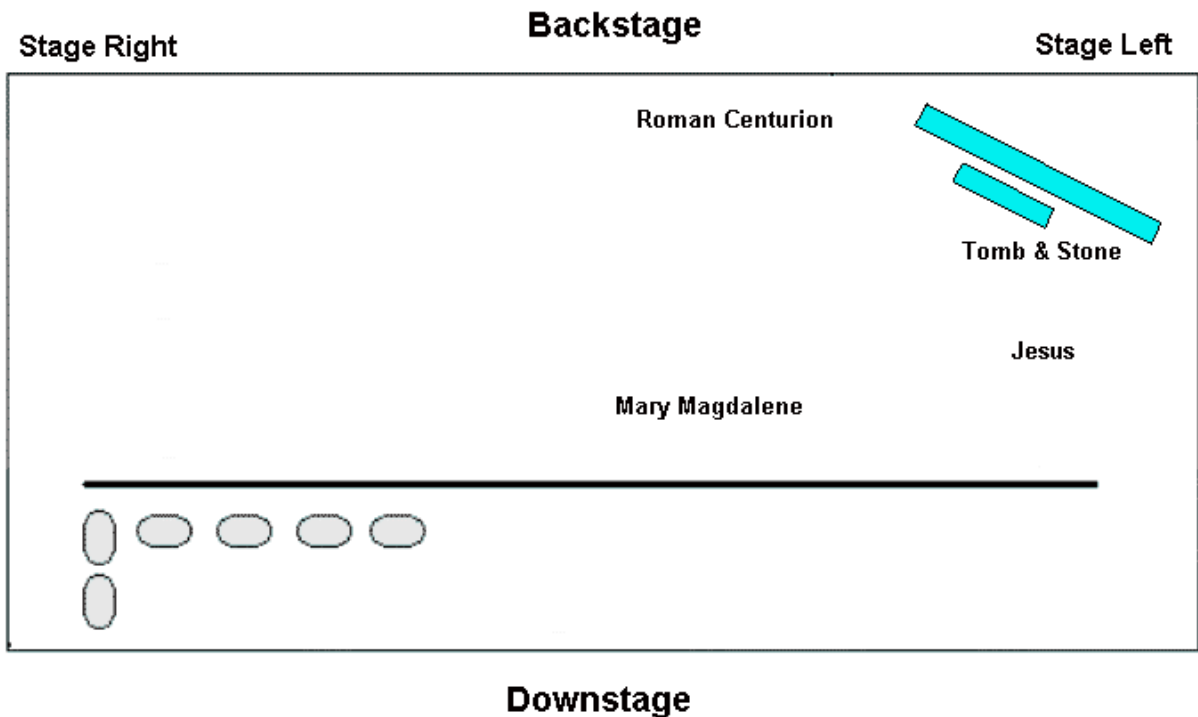 Backstage
Stage Right
Stage Left
Roman Centurion
Tomb & Stone
Jesus
Mary Magdalene
Downstage